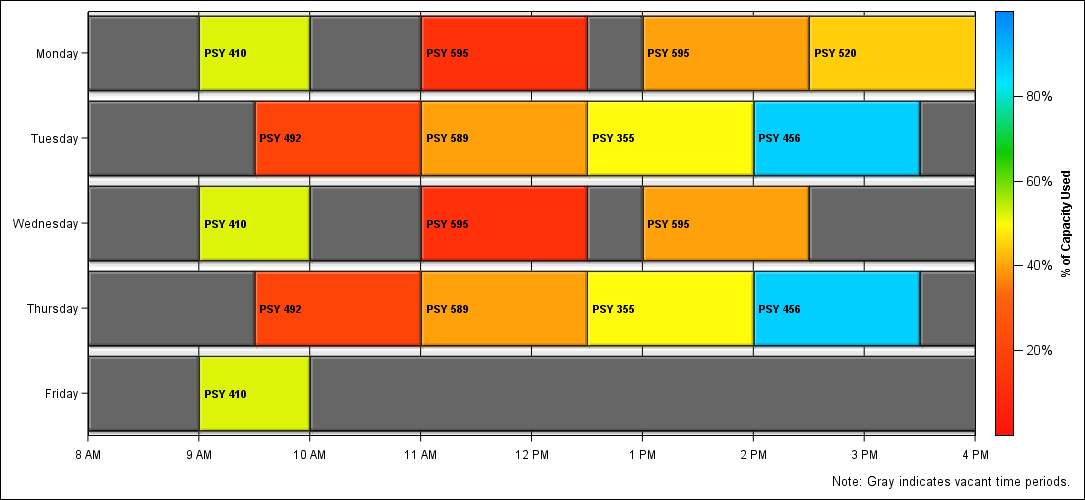 Monday
PSY 410
PSY 595
PSY 595
PSY 520
Tuesday
PSY 492
PSY 589
PSY 355
PSY 456
Wednesday
PSY 410
PSY 595
PSY 595
Thursday
PSY 492
PSY 589
PSY 355
PSY 456
Friday
PSY 410
8 AM 9 AM 10 AM 11 AM 12 PM 1 PM 2 PM 3 PM 4 PM
80%
60%
40%
20%
% of Capacity Used
Note: Gray indicates vacant time periods.